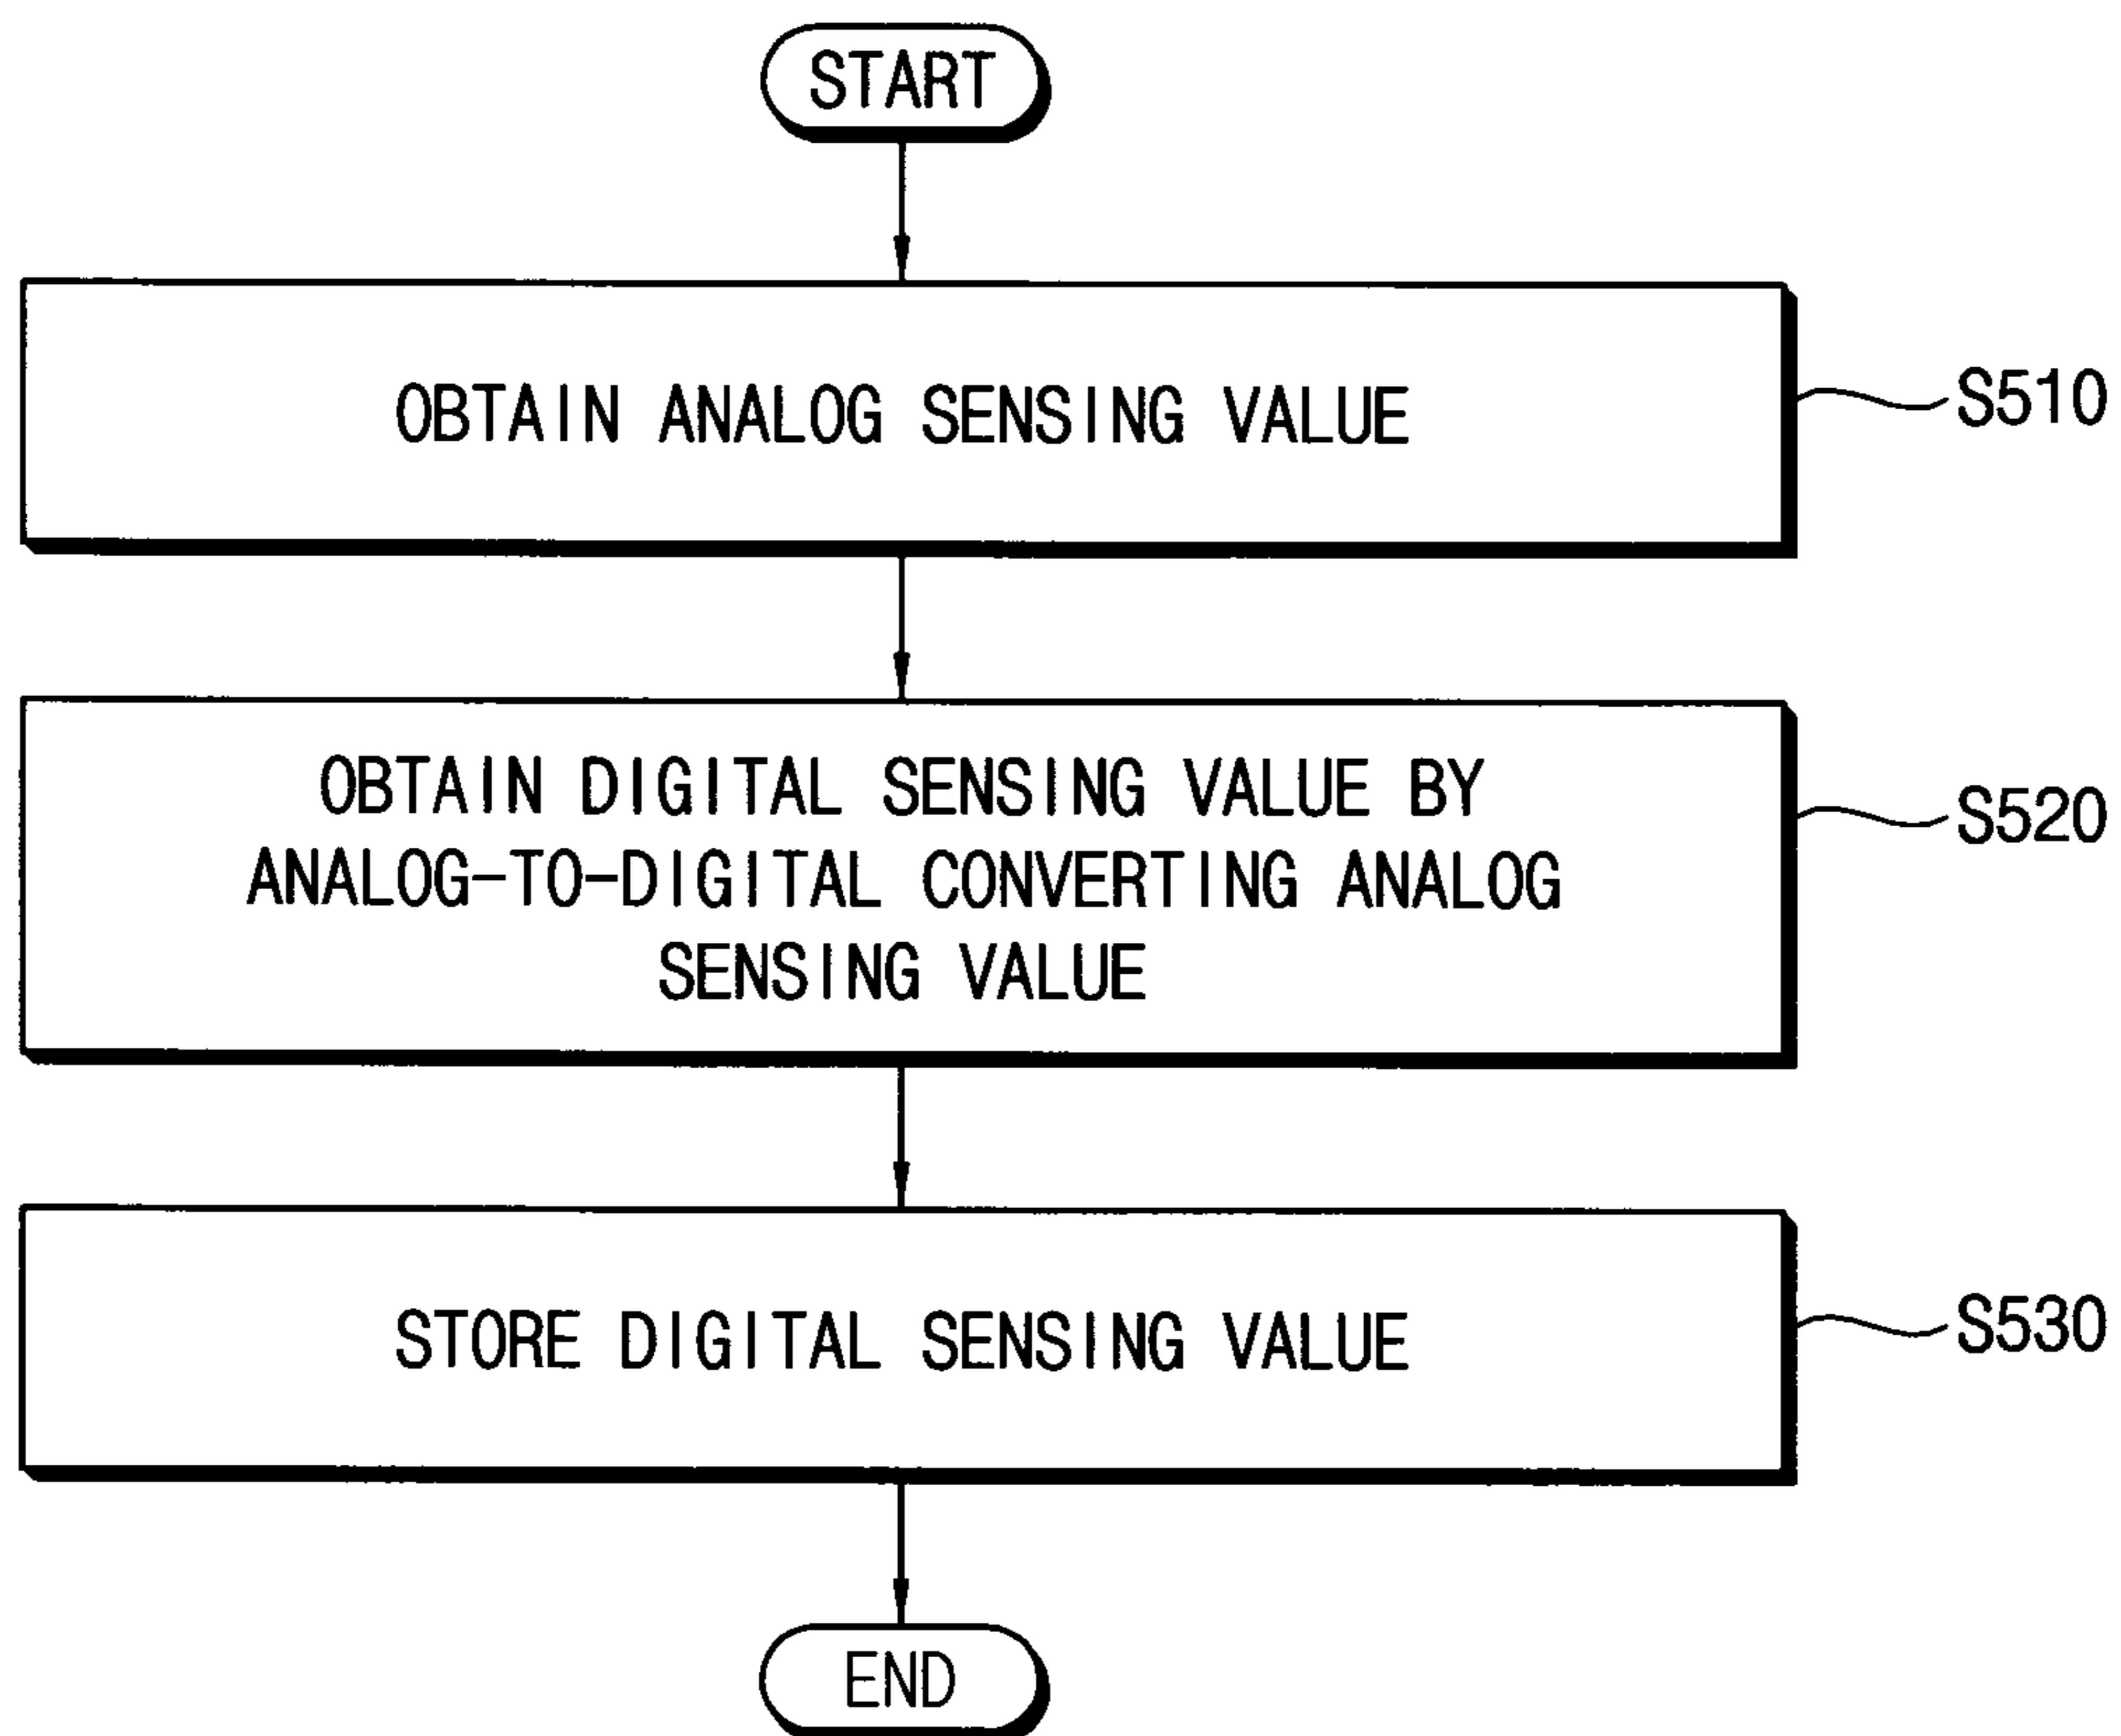 START
OBTAIN ANALOG SENSING VALUE
S510
OBTAIN DIGITAL SENSING VALUE BY
ANALOG-TO-DIGITAL CONVERTING ANALOG
SENSING VALUE
S520
STORE DIGITAL SENSING VALUE
S530
END